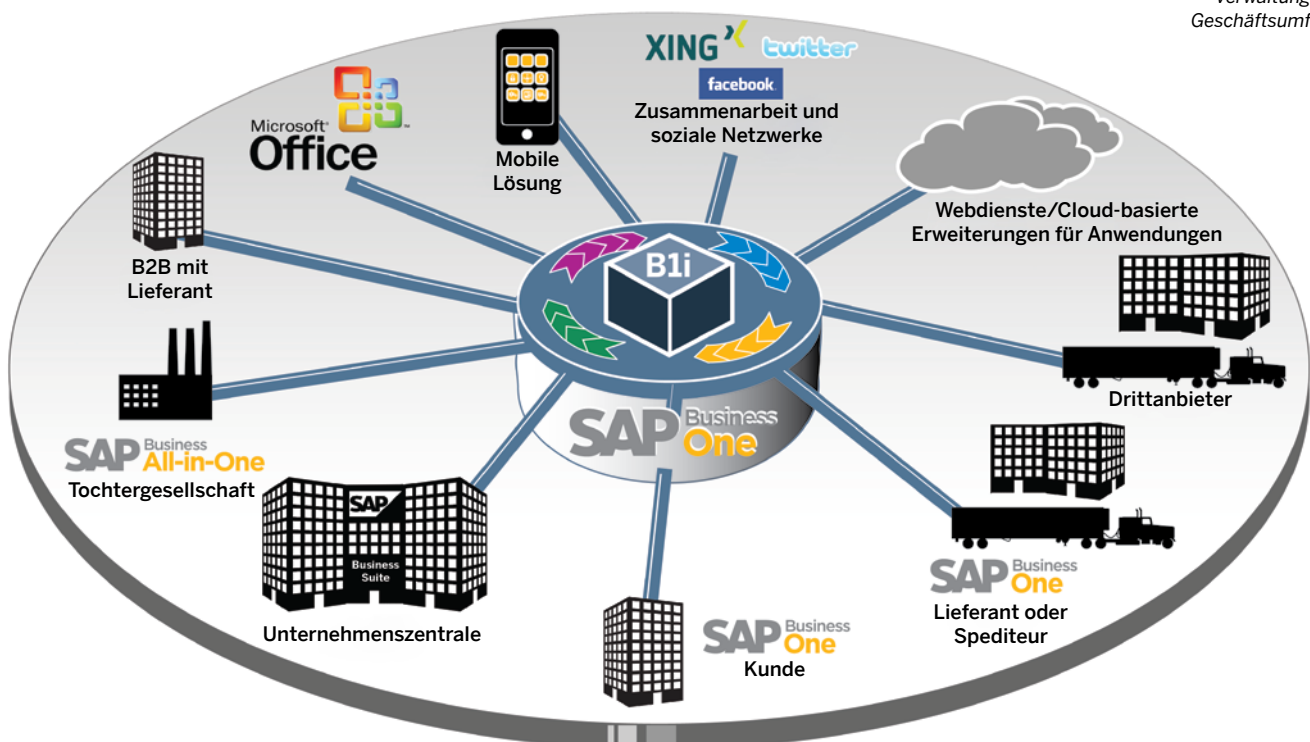 Verwaltung
Geschäftsumf
XING twitter
facebook
Zusammenarbeit und
soziale Netzwerke
Microsoft®
Office™
Mobile
Lösung
Webdienste/Cloud-basierte
Erweiterungen für Anwendungen
B2B mit
Lieferant
B1i
Drittanbieter
SAP Business
One
SAP Business
All-in-One
Tochtergesellschaft
SAP
Business
Suite
Unternehmenszentrale
SAP Business
One
Lieferant oder
Spediteur
SAP Business
One
Kunde